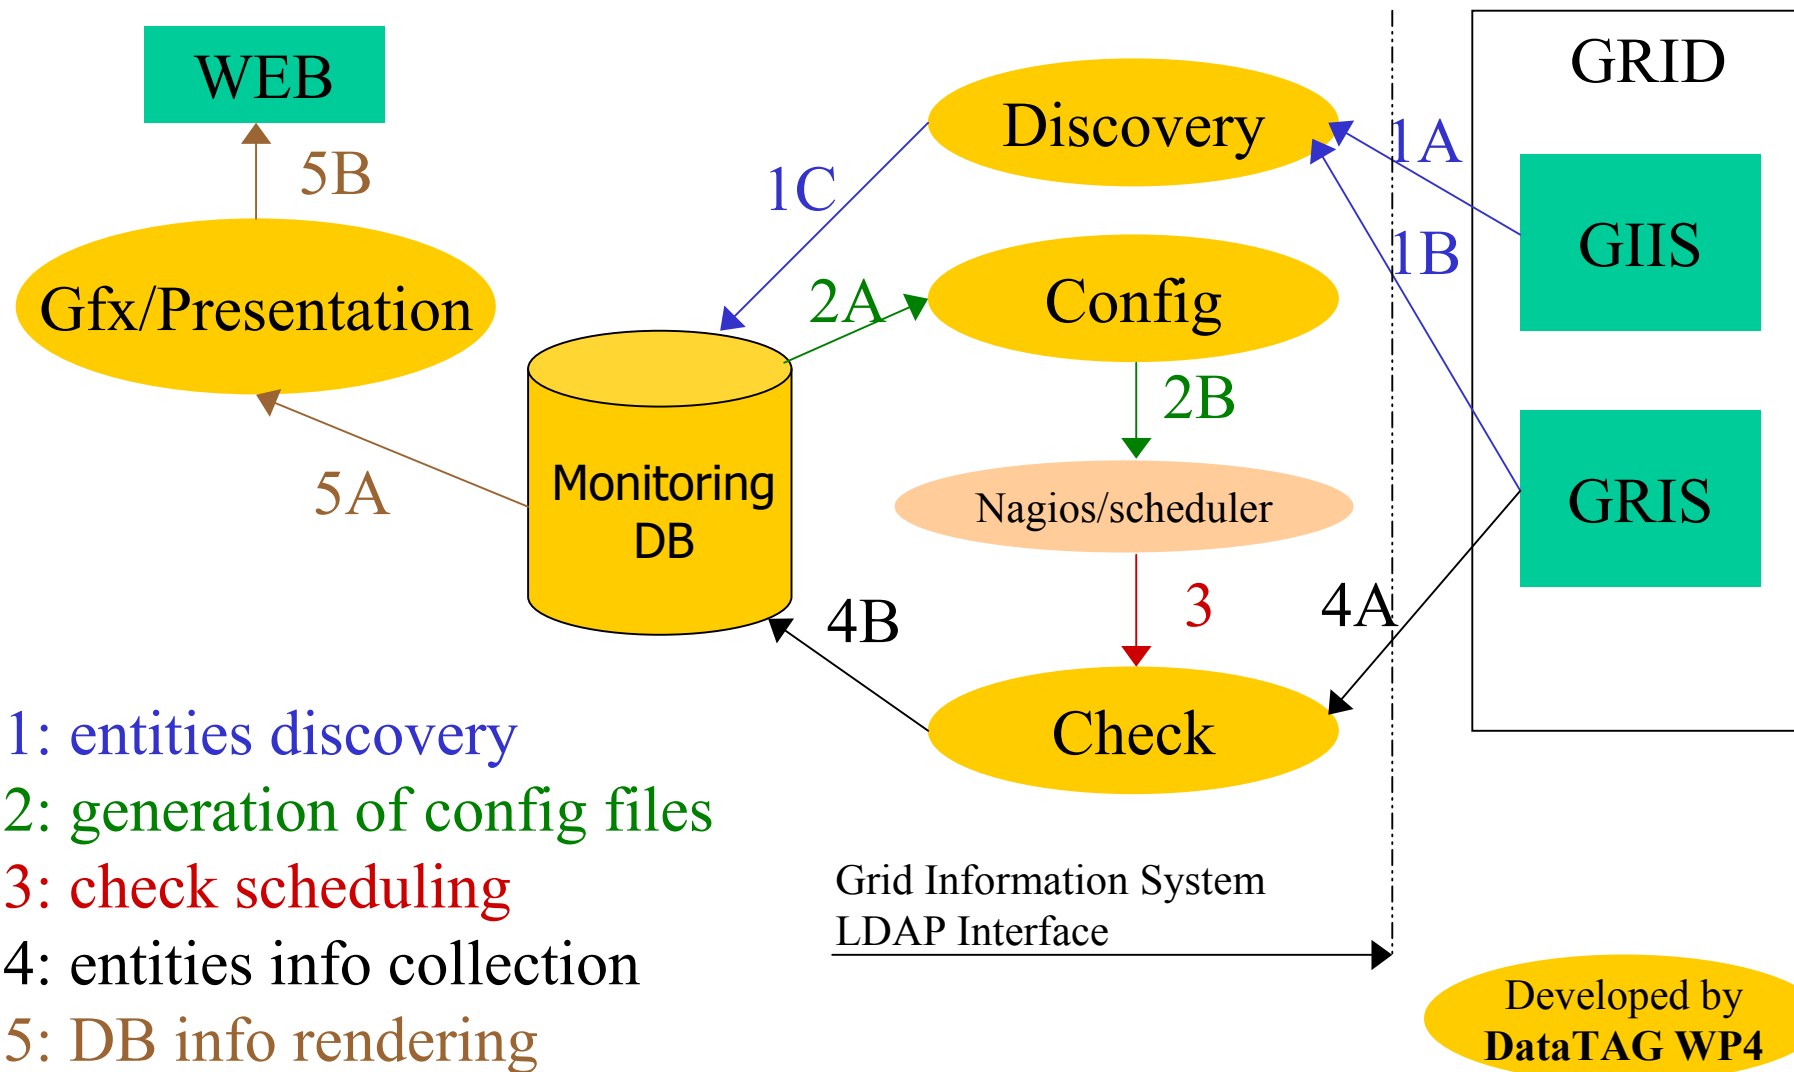 WEB
5B
Gfx/Presentation
5A
Monitoring
DB
1C
Discovery
1A
GRID
GIIS
1B
2A
Config
2B
Nagios/scheduler
GRIS
3
4A
4B
Check
1: entities discovery
2: generation of config files
3: check scheduling
4: entities info collection
5: DB info rendering
Grid Information System
LDAP Interface
Developed by
DataTAG WP4